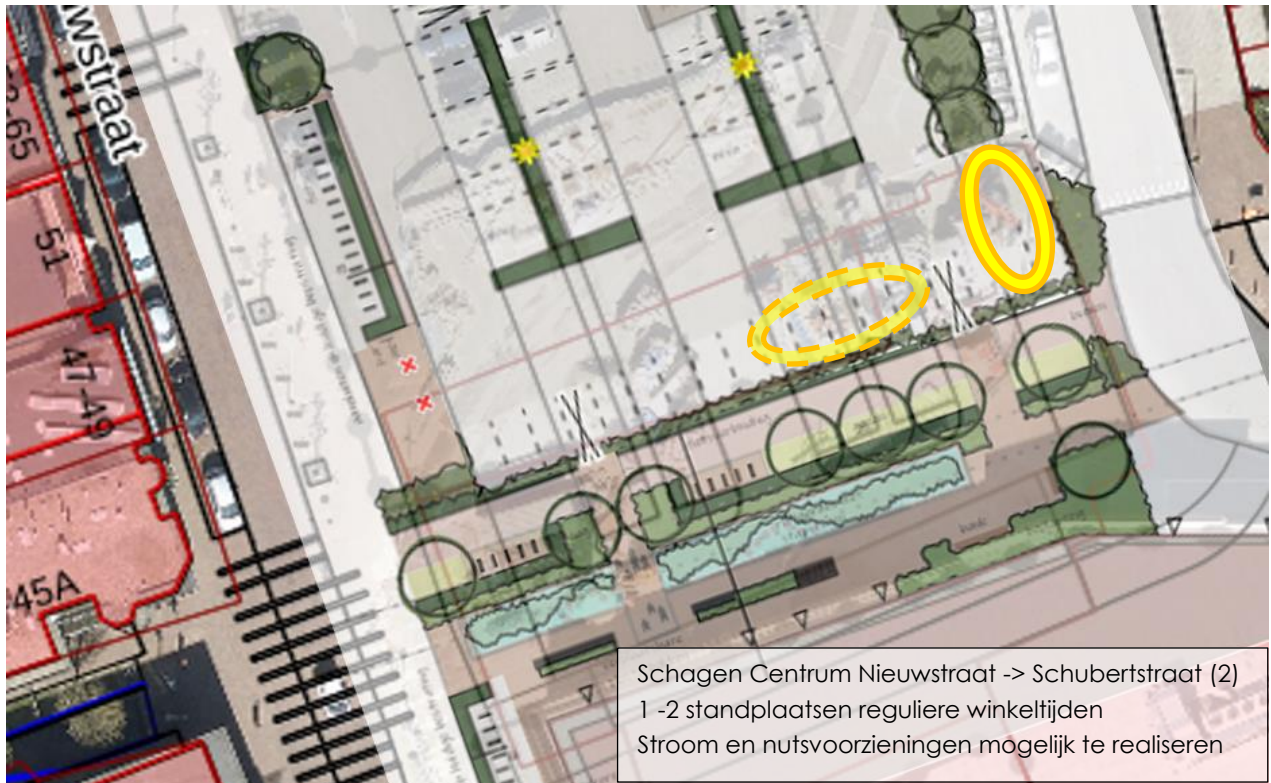 uwstraat
51
47-49
45A
Schagen Centrum Nieuwstraat -> Schubertstraat (2)
1 -2 standplaatsen reguliere winkeltijden
Stroom en nutsvoorzieningen mogelijk te realiseren